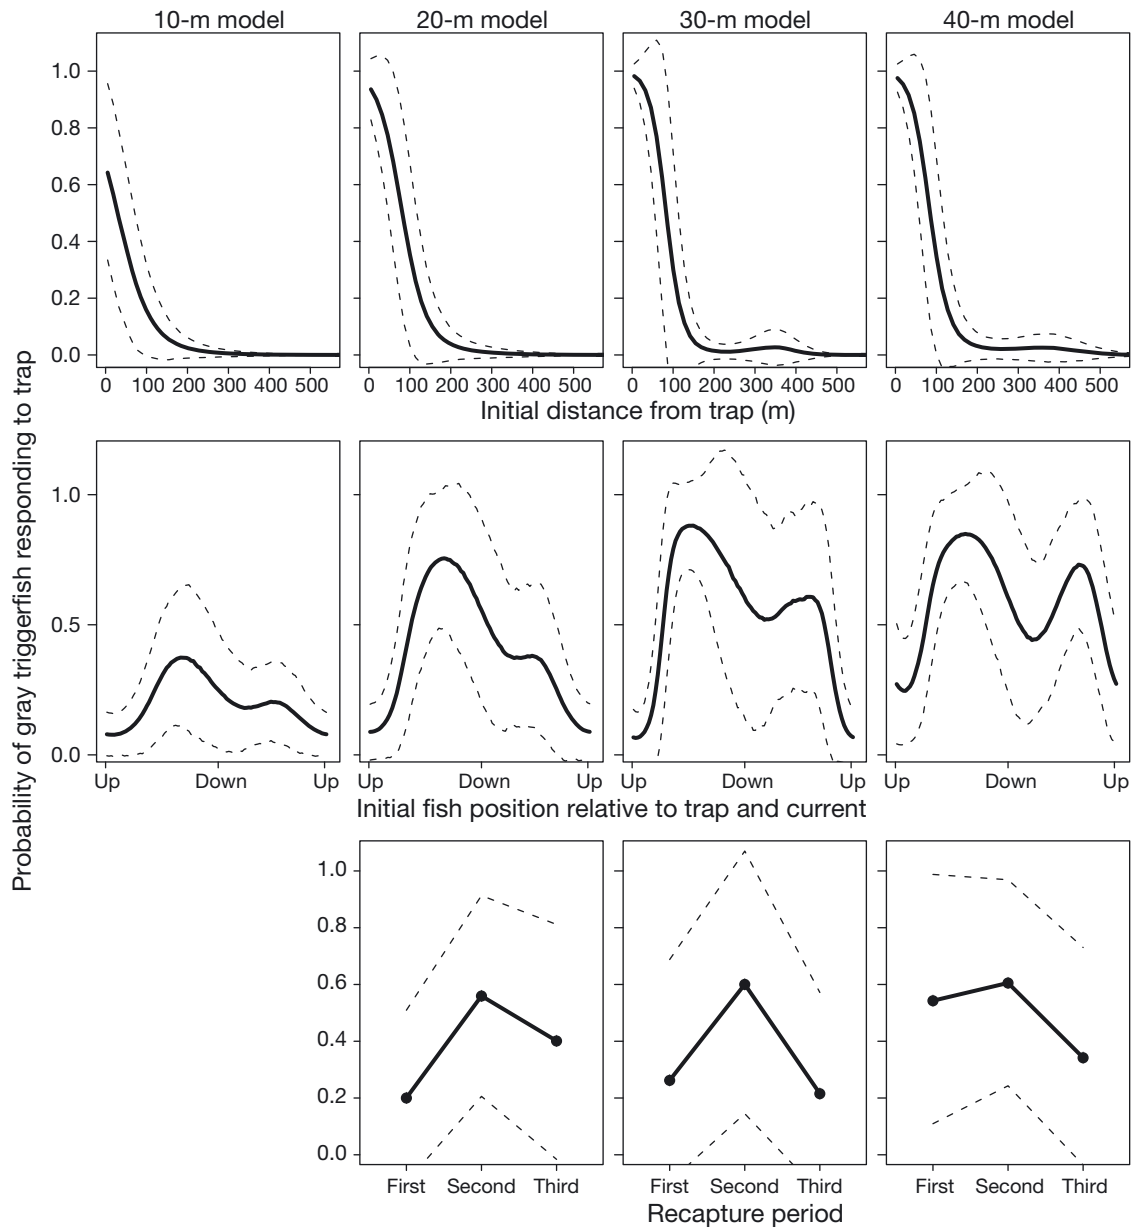 10-m model 20-m model 30-m model 40-m model
Probability of gray triggerfish responding to trap
1.0
0.8
0.6
0.4
0.2
0.0
0 100 200 300 400 500 0 100 200 300 400 500 0 100 200 300 400 500 0 100 200 300 400 500
Initial distance from trap (m)
1.0
0.5
0.0
Up Down Up Up Down Up Up Down Up Up Down Up
Initial fish position relative to trap and current
1.0
0.8
0.6
0.4
0.2
0.0
First Second Third First Second Third First Second Third
Recapture period